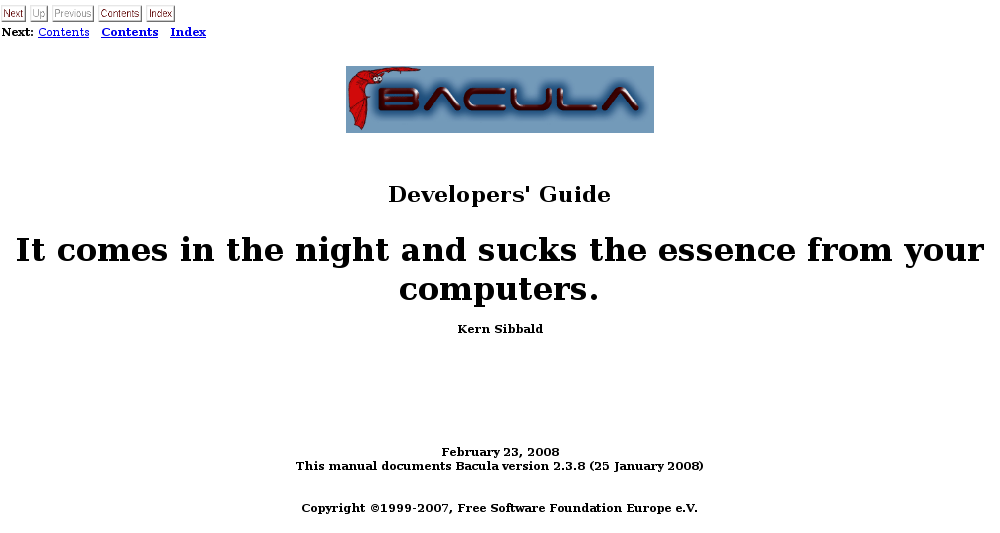 Next Up Previous Contents Index
Next: Contents Contents Index
BACULA
Developers' Guide
It comes in the night and sucks the essence from your
computers.
Kern Sibbald
February 23, 2008
This manual documents Bacula version 2.3.8 (25 January 2008)
Copyright ©1999-2007, Free Software Foundation Europe e.V.